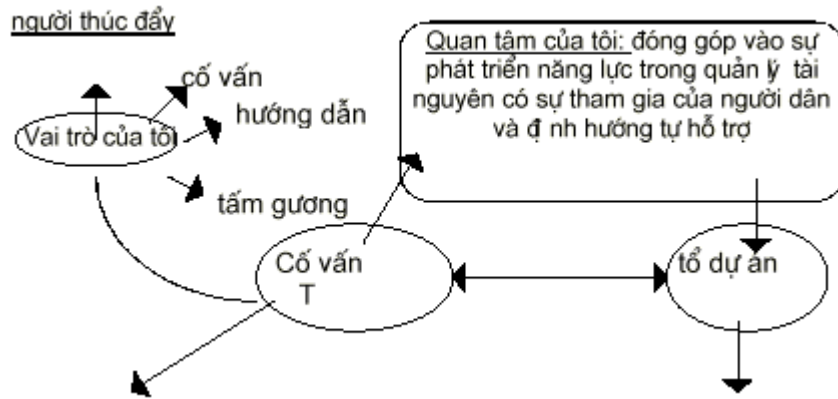 người thúc đẩy
cố vấn
hướng dẫn
Vai trò của tôi
tấm gương
Quan tâm của tôi: đóng góp vào sự
phát triển năng lực trong quản lý tài
nguyên có sự tham gia của người dân
và định hướng tự hỗ trợ
Cố vấn
T
tổ dự án